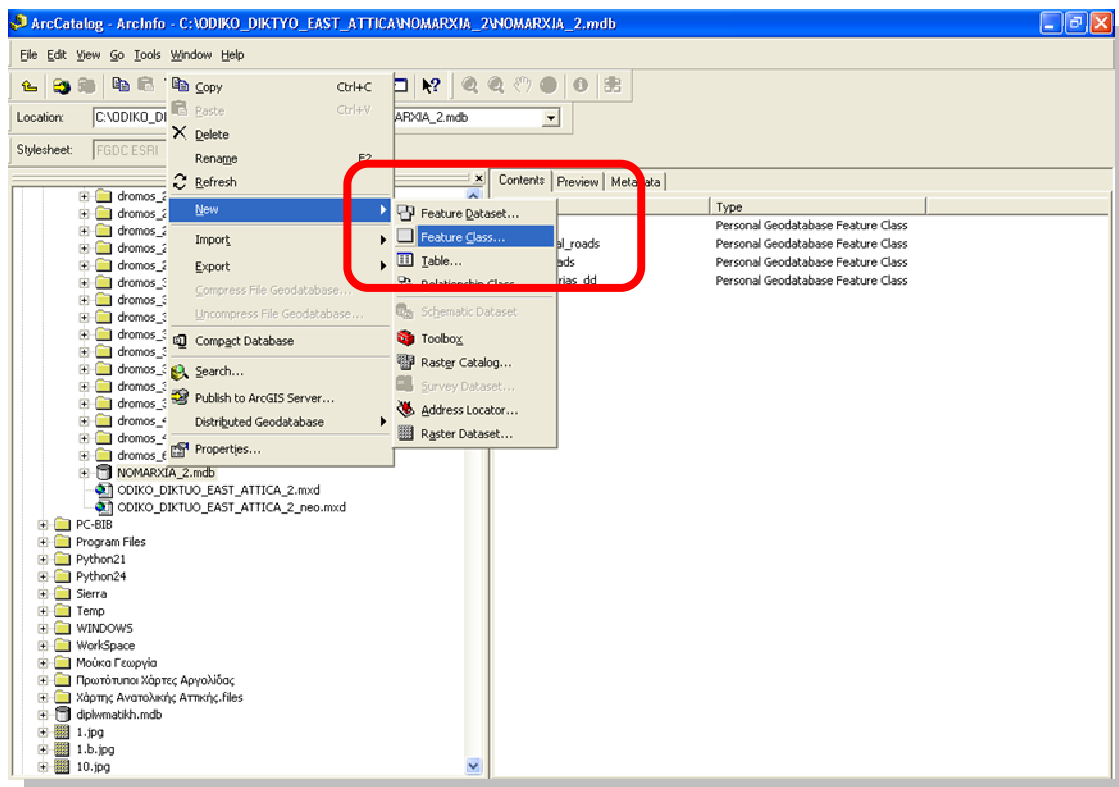 ArcCatalog - ArcInfo - C:\ODIKO_DIKTYO_EAST_ATTICA\NOMARXIA_2\NOMARXIA_2.mdb
File Edit View Go Tools Window Help
Location: C:\ODIKO_DI ARXIA_2.mdb
Stylesheet: FGDC ESRI
Copy Ctrl+C
Paste Ctrl+V
Delete
Rename F2
Refresh
New
Import
Export
Compress File Geodatabase...
Uncompress File Geodatabase...
Compact Database
Search...
Publish to ArcGIS Server...
Distributed Geodatabase
Properties...
Feature Dataset...
Feature Class...
Table...
Relationship Class...
Schematic Dataset
Toolbox
Raster Catalog...
Survey Dataset...
Address Locator...
Raster Dataset...
Contents Preview Metadata
Type
Personal Geodatabase Feature Class
al_roads Personal Geodatabase Feature Class
ads Personal Geodatabase Feature Class
rias_dd Personal Geodatabase Feature Class
dromos_2
dromos_2
dromos_2
dromos_2
dromos_2
dromos_3
dromos_3
dromos_3
dromos_3
dromos_3
dromos_3
dromos_3
dromos_3
dromos_4
dromos_4
dromos_6
NOMARXIA_2.mdb
ODIKO_DIKTUO_EAST_ATTICA_2.mxd
ODIKO_DIKTUO_EAST_ATTICA_2_neo.mxd
PC-BIB
Program Files
Python21
Python24
Sierra
Temp
WINDOWS
WorkSpace
Μούκα Γεωργία
Πρωτότυποι Χάρτες Αργολίδας
Χάρτης Ανατολικής Αττικής.files
diplwmatikh.mdb
1.jpg
1.b.jpg
10.jpg